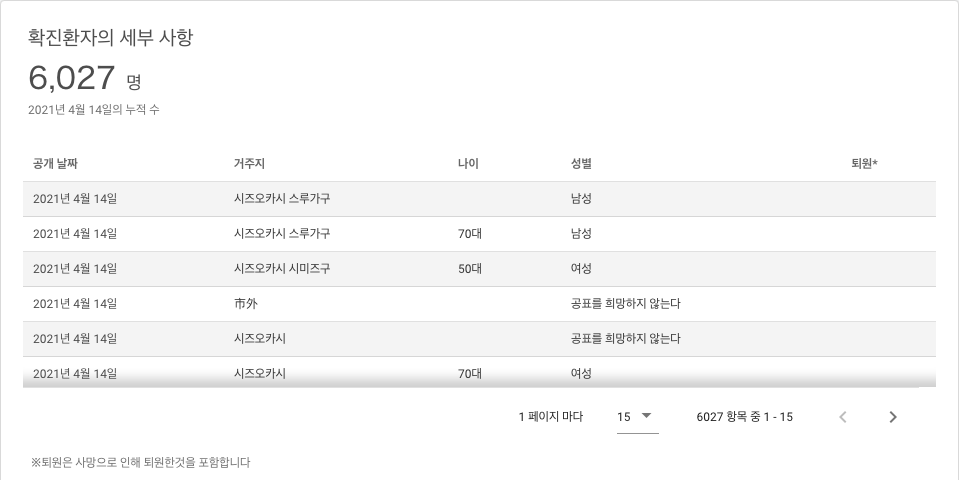 확진환자의 세부 사항
6,027 명
2021년 4월 14일의 누적 수
공개 날짜 거주지 나이 성별 퇴원*
2021년 4월 14일 시즈오카시 스루가구 남성
2021년 4월 14일 시즈오카시 스루가구 70대 남성
2021년 4월 14일 시즈오카시 시미즈구 50대 여성
2021년 4월 14일 市外 공표를 희망하지 않는다
2021년 4월 14일 시즈오카시 공표를 희망하지 않는다
2021년 4월 14일 시즈오카시 70대 여성
1 페이지 마다 15 6027 항목 중 1 - 15
※퇴원은 사망으로 인해 퇴원한것을 포함합니다